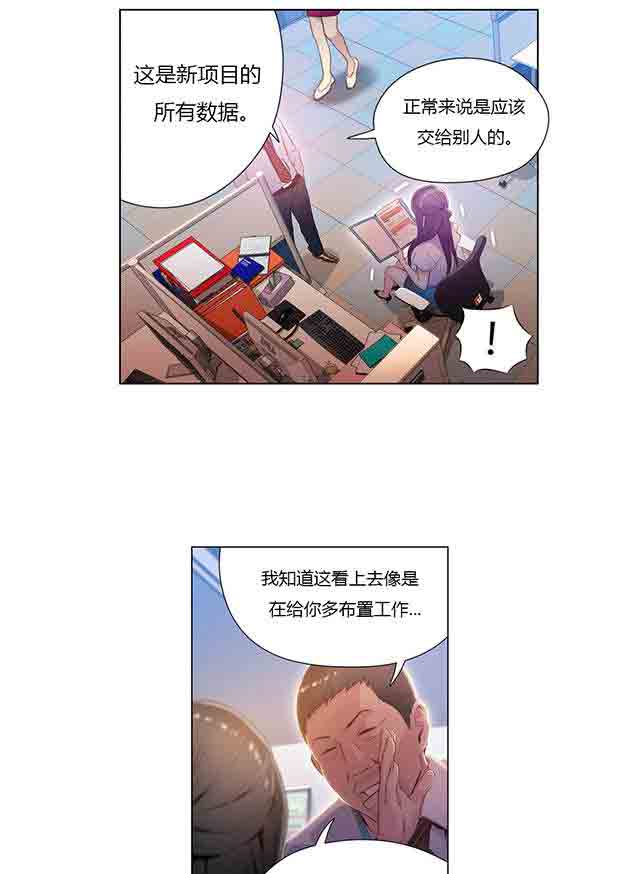 这是新项目的
所有数据。
正常来说是应该
交给别人的。
！
我知道这看上去像是
在给你多布置工作...